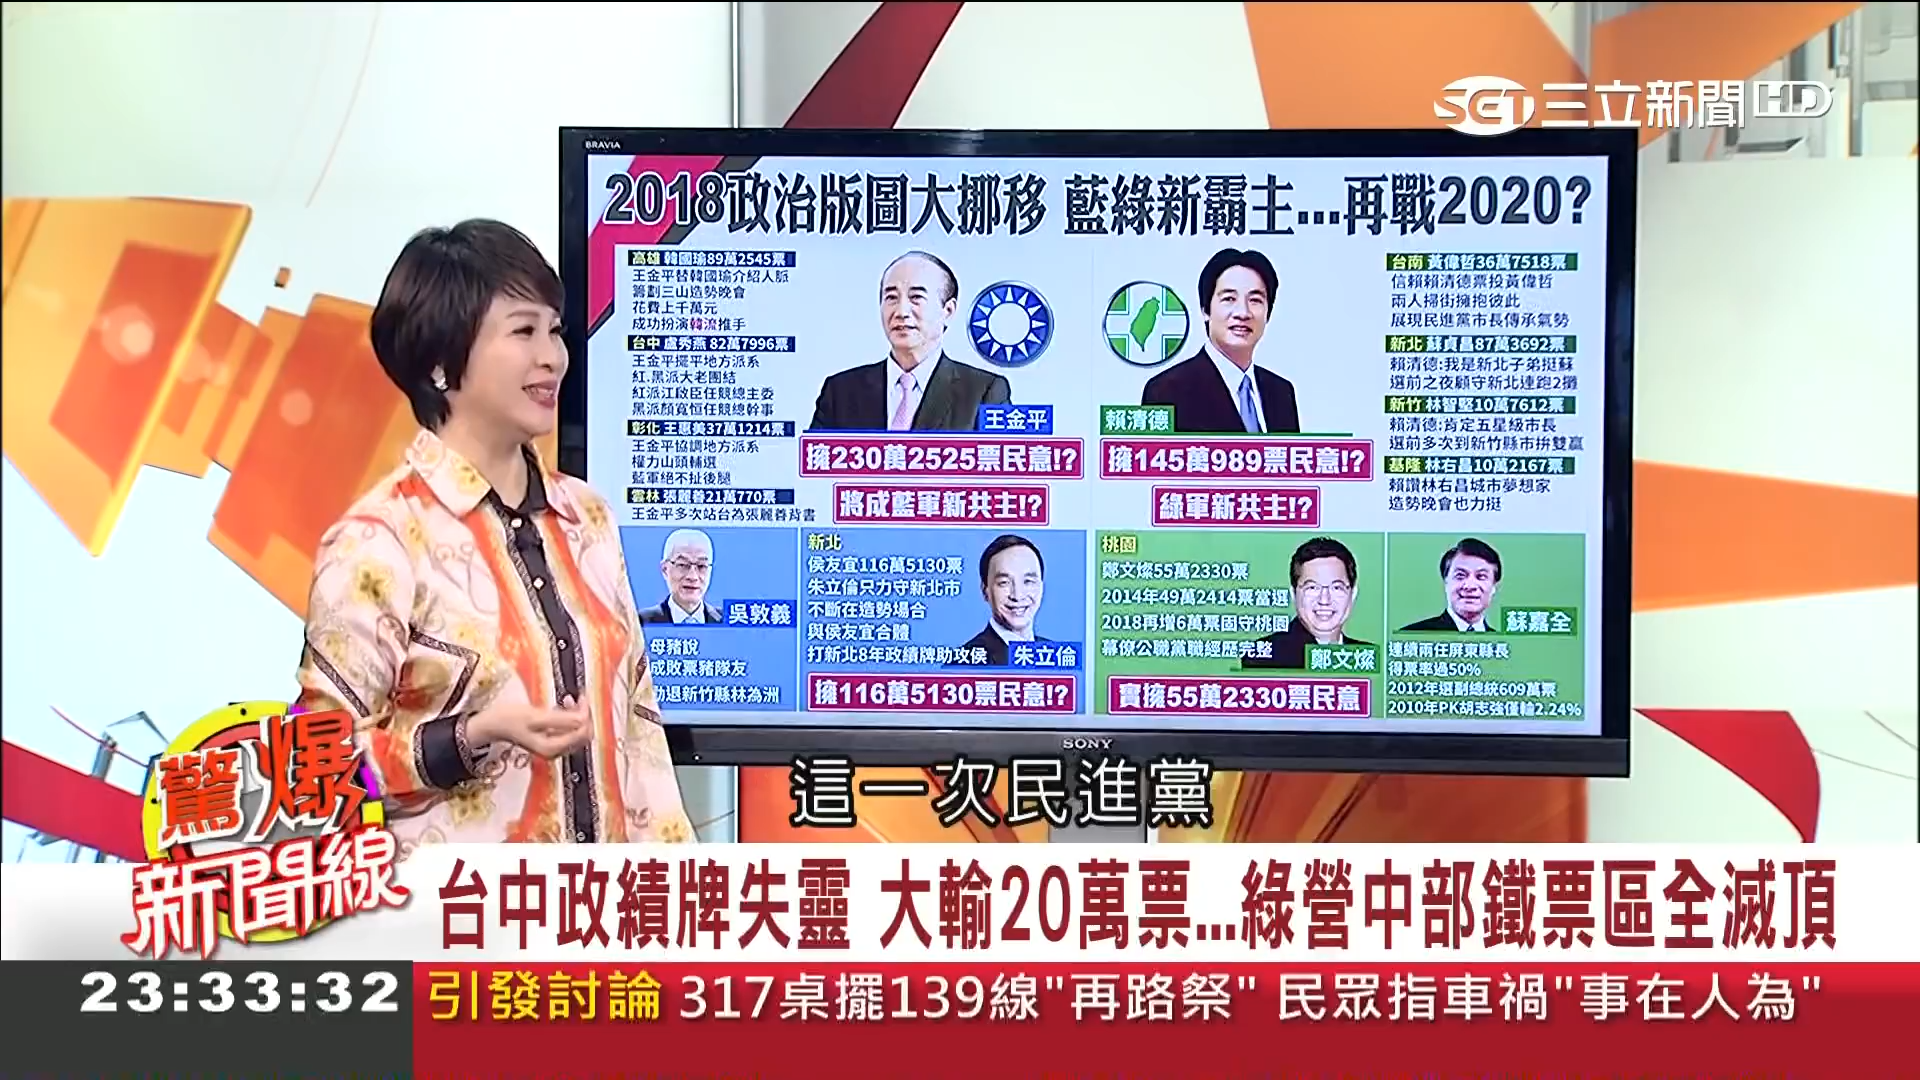 SET三立新聞HD
BRAVIA
2018政治版圖大挪移 藍綠新霸主...再戰2020?
高雄 韓國瑜89萬2545票
王金平替韓國瑜介紹人脈
籌劃三山造勢晚會
花費上千萬元
成功扮演韓流推手
台中 盧秀燕 82萬7996票
王金平擺平地方派系
紅.黑派大老團結
紅派江啟臣任競總主委
黑派顏寬恒任競總幹事
彰化 王惠美37萬1214票
王金平協調地方派系
權力山頭輔選
藍軍絕不扯後腿
雲林 張麗善21萬770票
王金平多次站台為張麗善背書
王金平
擁230萬2525票民意!?
將成藍軍新共主!?
賴清德
擁145萬989票民意!?
綠軍新共主!?
台南 黃偉哲36萬7518票
信賴賴清德票投黃偉哲
兩人掃街擁抱彼此
展現民進黨市長傳承氣勢
新北 蘇貞昌87萬3692票
賴清德:我是新北子弟挺蘇
選前之夜顧守新北連跑2攤
新竹 林智堅10萬7612票
賴清德:肯定五星級市長
選前多次到新竹縣市拚雙贏
基隆 林右昌10萬2167票
賴讚林右昌城市夢想家
造勢晚會也力挺
吳敦義
母豬說
成敗票豬隊友
勸退新竹縣林為洲
新北
侯友宜116萬5130票
朱立倫只力守新北市
不斷在造勢場合
與侯友宜合體
打新北8年政績牌助攻侯
朱立倫
擁116萬5130票民意!?
桃園
鄭文燦55萬2330票
2014年49萬2414票當選
2018再增6萬票固守桃園
幕僚公職黨職經歷完整
鄭文燦
實擁55萬2330票民意
蘇嘉全
連續兩任屏東縣長
得票率過50%
2012年選副總統609萬票
2010年PK胡志強僅輸2.24%
SONY
這一次民進黨
驚爆
新聞線
台中政績牌失靈 大輸20萬票...綠營中部鐵票區全滅頂
23:33:32
引發討論 317桌擺139線"再路祭" 民眾指車禍"事在人為"